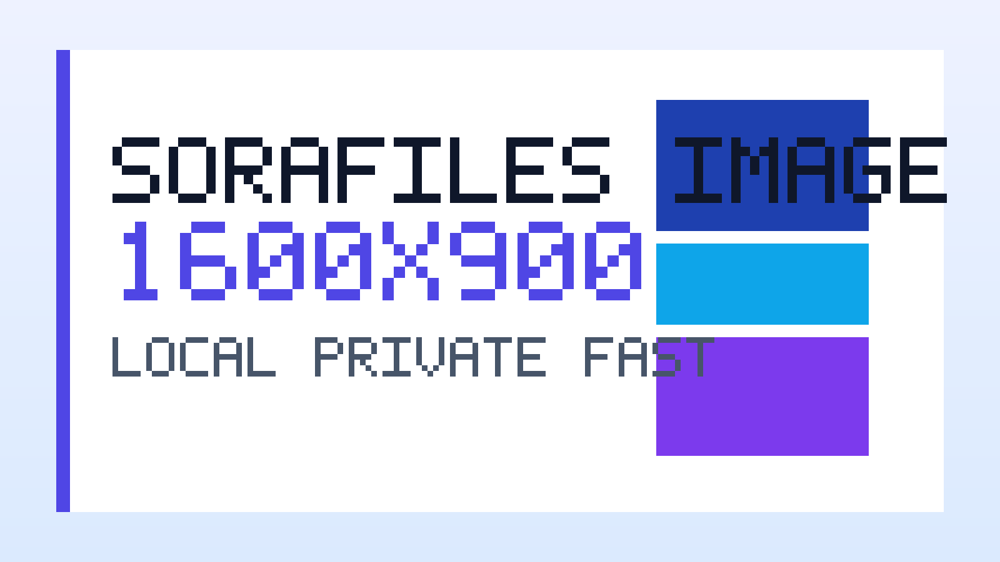 SORAFILES IMAGE
1600X900
LOCAL PRIVATE FAST